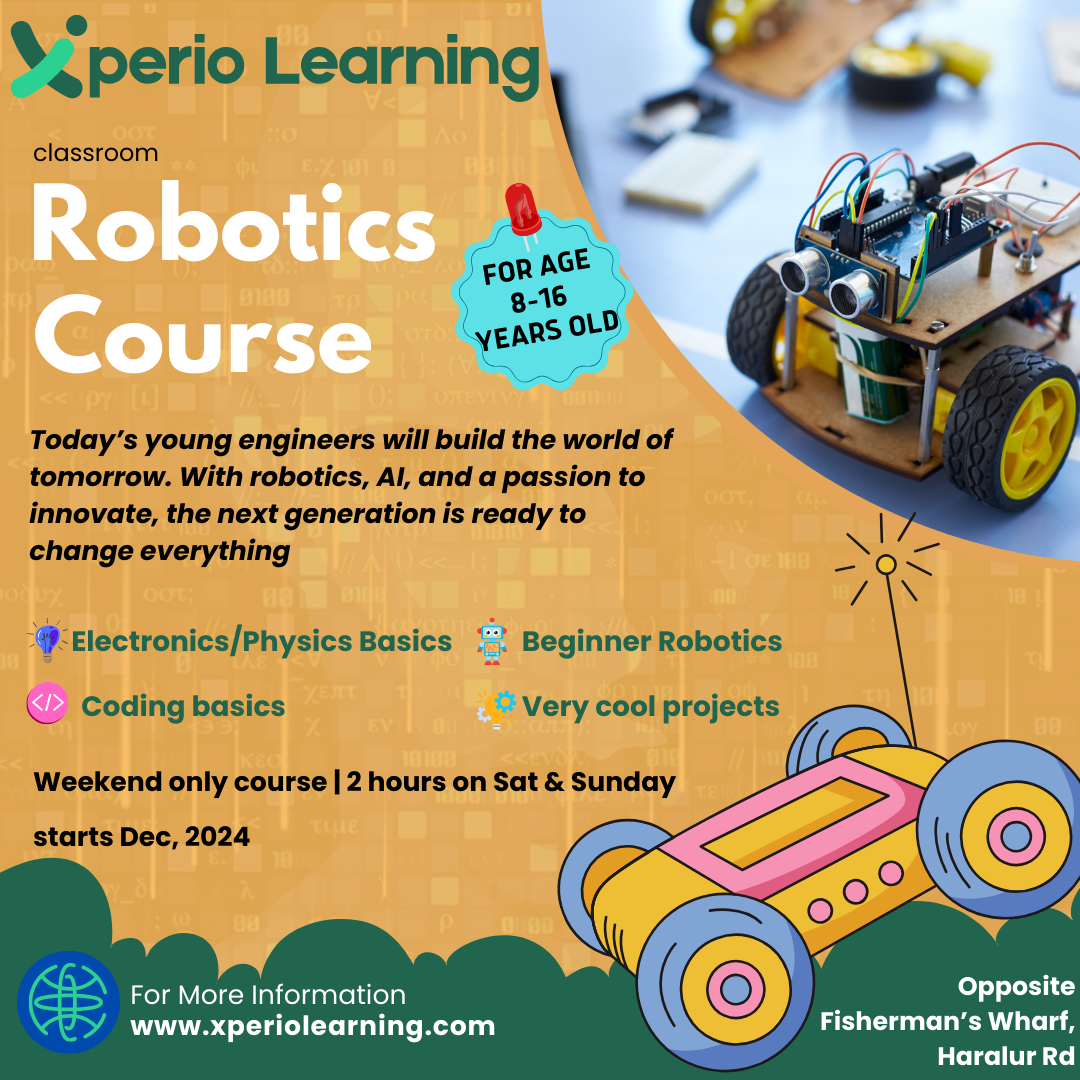 Xperio Learning
classroom
Robotics
Course
FOR AGE
8-16
YEARS OLD
Today’s young engineers will build the world of
tomorrow. With robotics, AI, and a passion to
innovate, the next generation is ready to
change everything
Electronics/Physics Basics
Beginner Robotics
</> Coding basics
Very cool projects
Weekend only course | 2 hours on Sat & Sunday
starts Dec, 2024
For More Information
www.xperiolearning.com
Opposite
Fisherman’s Wharf,
Haralur Rd